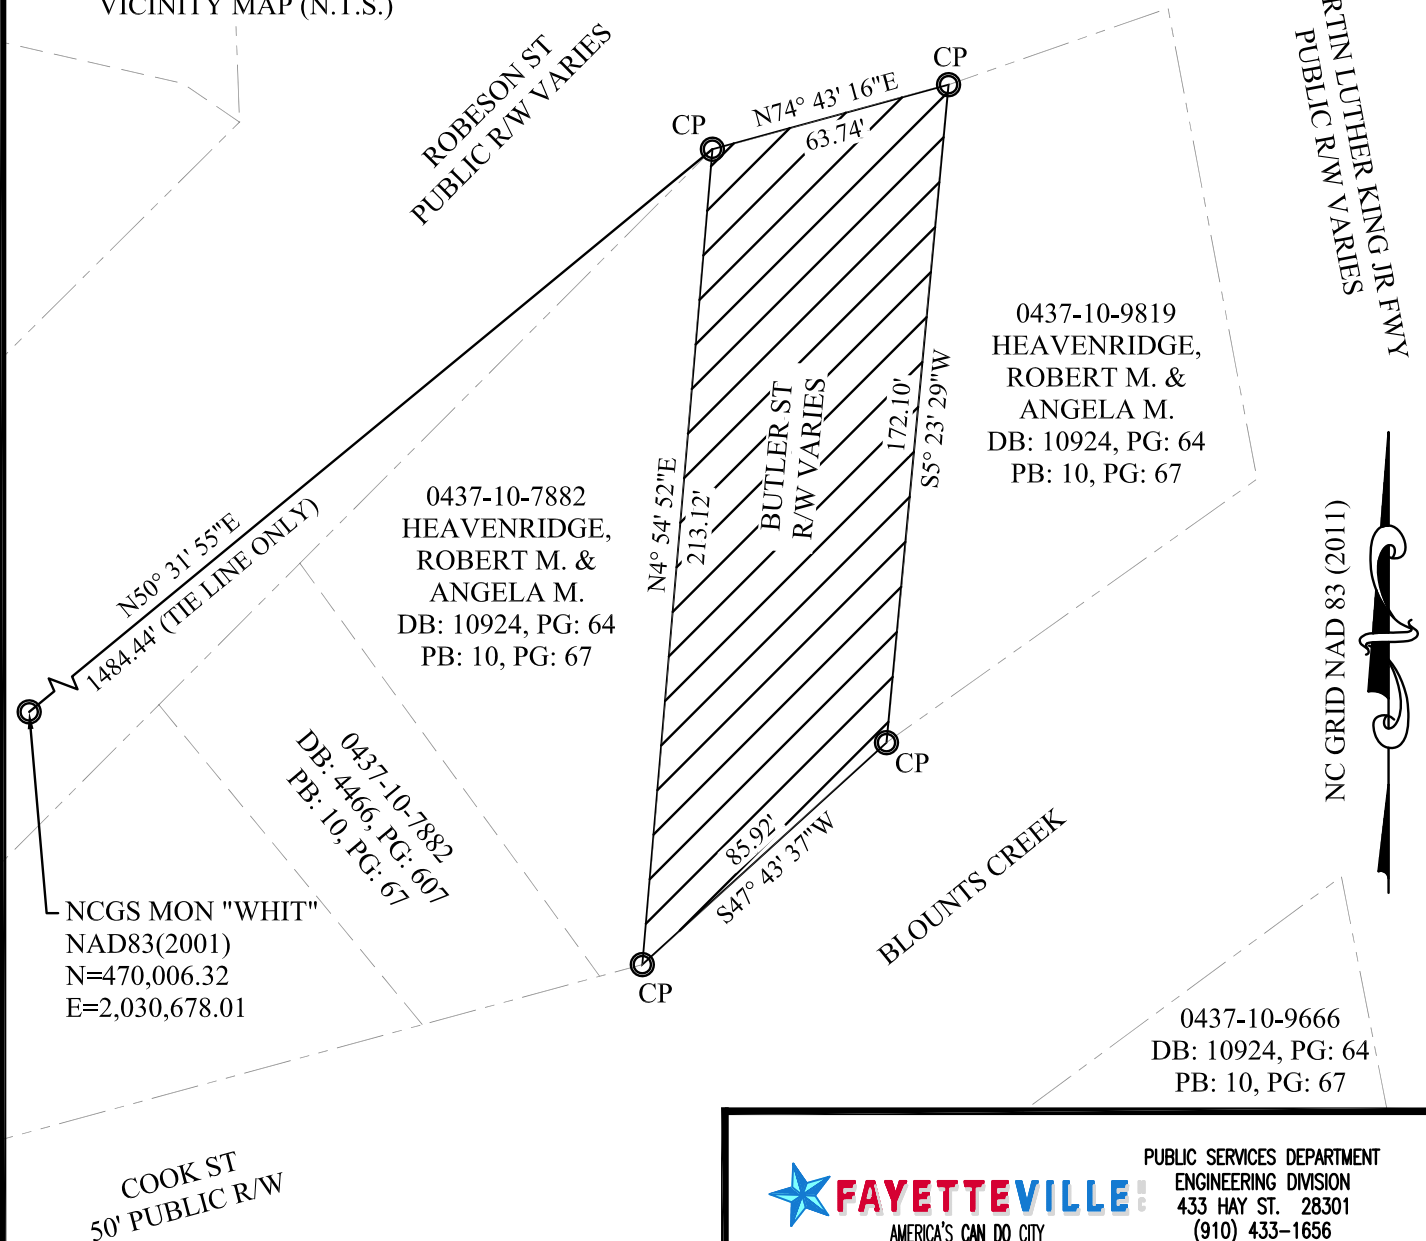 VICINITY MAP (N.T.S.)
ROBESON ST
PUBLIC R/W VARIES
CP
N74° 43' 16"E
63.74'
CP
RTIN LUTHER KING JR FWY
PUBLIC R/W VARIES
0437-10-9819
HEAVENRIDGE,
ROBERT M. &
ANGELA M.
DB: 10924, PG: 64
PB: 10, PG: 67
BUTLER ST
R/W VARIES
172.10'
S5° 23' 29"W
N4° 54' 52"E
213.12'
0437-10-7882
HEAVENRIDGE,
ROBERT M. &
ANGELA M.
DB: 10924, PG: 64
PB: 10, PG: 67
N50° 31' 55"E
1484.44' (TIE LINE ONLY)
NC GRID NAD 83 (2011)
0437-10-7882
DB: 4466, PG: 607
PB: 10, PG: 67
CP
85.92'
S47° 43' 37"W
BLOUNTS CREEK
NCGS MON "WHIT"
NAD83(2001)
N=470,006.32
E=2,030,678.01
CP
0437-10-9666
DB: 10924, PG: 64
PB: 10, PG: 67
COOK ST
50' PUBLIC R/W
FAYETTEVILLE
AMERICA'S CAN DO CITY
PUBLIC SERVICES DEPARTMENT
ENGINEERING DIVISION
433 HAY ST. 28301
(910) 433-1656